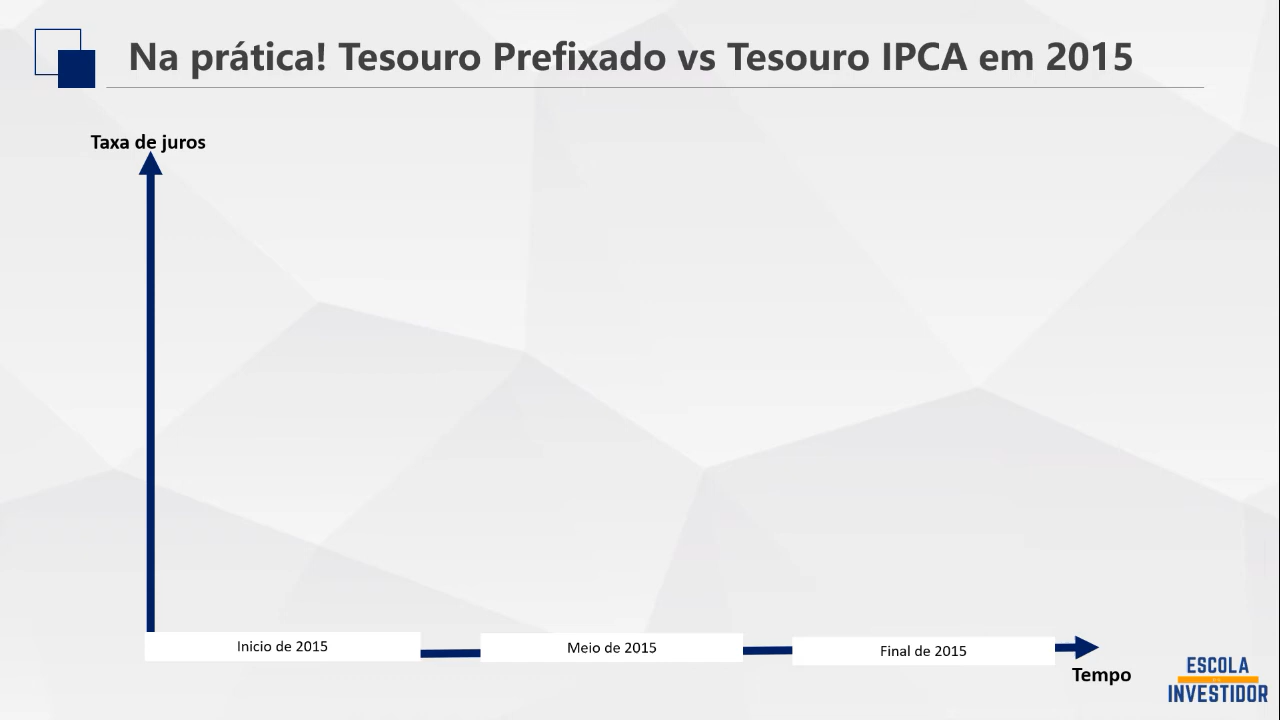 Na prática! Tesouro Prefixado vs Tesouro IPCA em 2015
Taxa de juros
Inicio de 2015
Meio de 2015
Final de 2015
Tempo
ESCOLA
INVESTIDOR